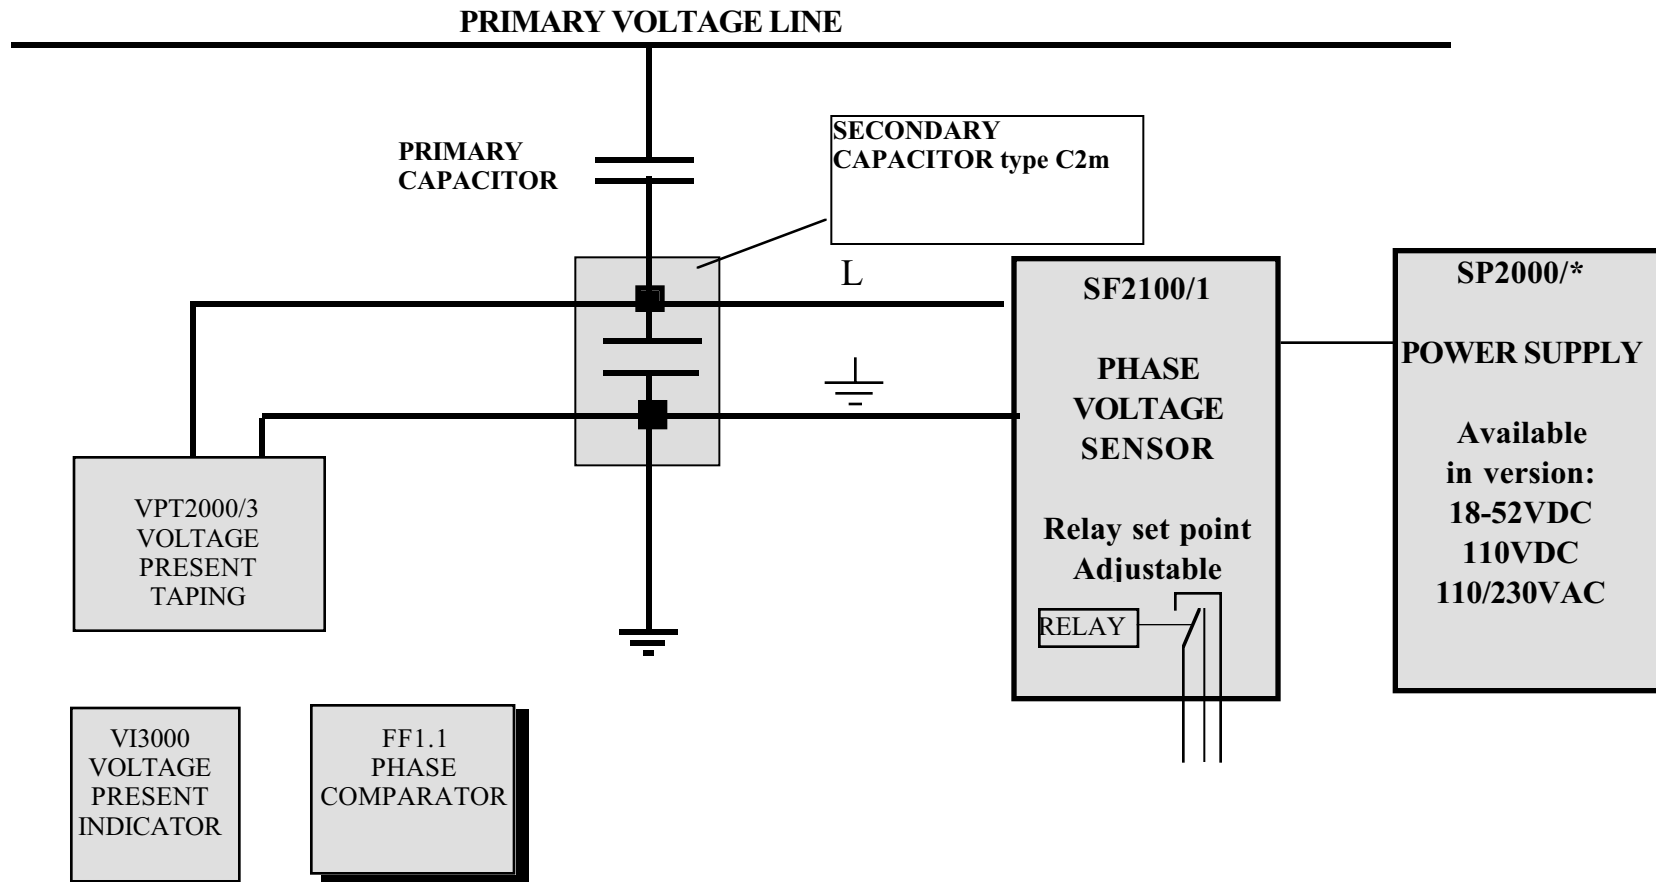 PRIMARY VOLTAGE LINE
PRIMARY
CAPACITOR
SECONDARY
CAPACITOR type C2m
L
SF2100/1
PHASE
VOLTAGE
SENSOR
Relay set point
Adjustable
RELAY
SP2000/*
POWER SUPPLY
Available
in version:
18-52VDC
110VDC
110/230VAC
VPT2000/3
VOLTAGE
PRESENT
TAPING
VI3000
VOLTAGE
PRESENT
INDICATOR
FF1.1
PHASE
COMPARATOR